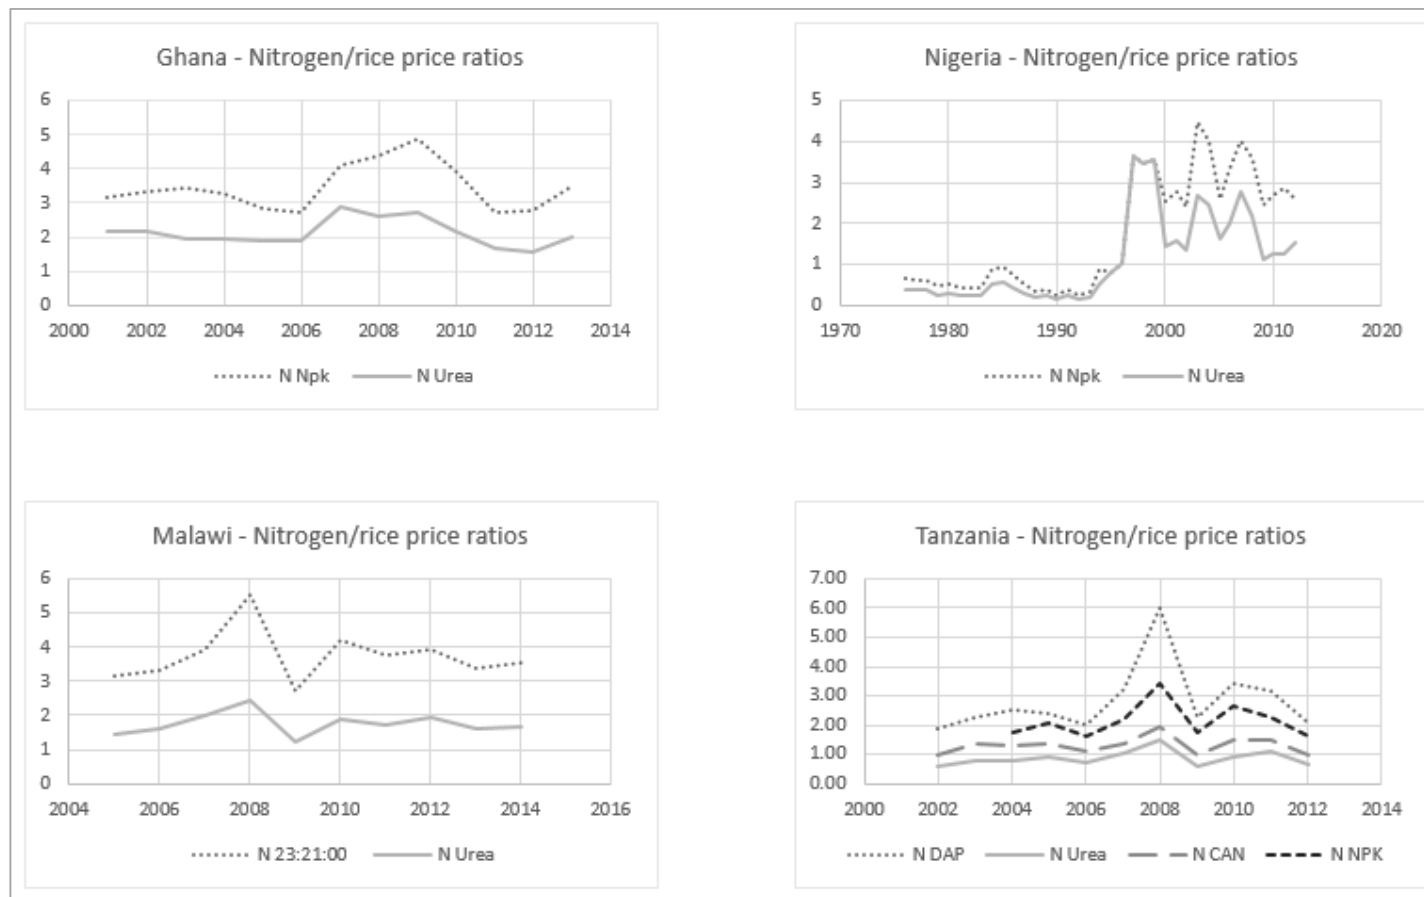 Ghana - Nitrogen/rice price ratios
6
5
4
3
2
1
0
2000 2002 2004 2006 2008 2010 2012 2014
N Npk N Urea
Nigeria - Nitrogen/rice price ratios
5
4
3
2
1
0
1970 1980 1990 2000 2010 2020
N Npk N Urea
Malawi - Nitrogen/rice price ratios
6
5
4
3
2
1
0
2004 2006 2008 2010 2012 2014 2016
N 23:21:00 N Urea
Tanzania - Nitrogen/rice price ratios
7.00
6.00
5.00
4.00
3.00
2.00
1.00
0.00
2000 2002 2004 2006 2008 2010 2012 2014
N DAP N Urea N CAN N NPK